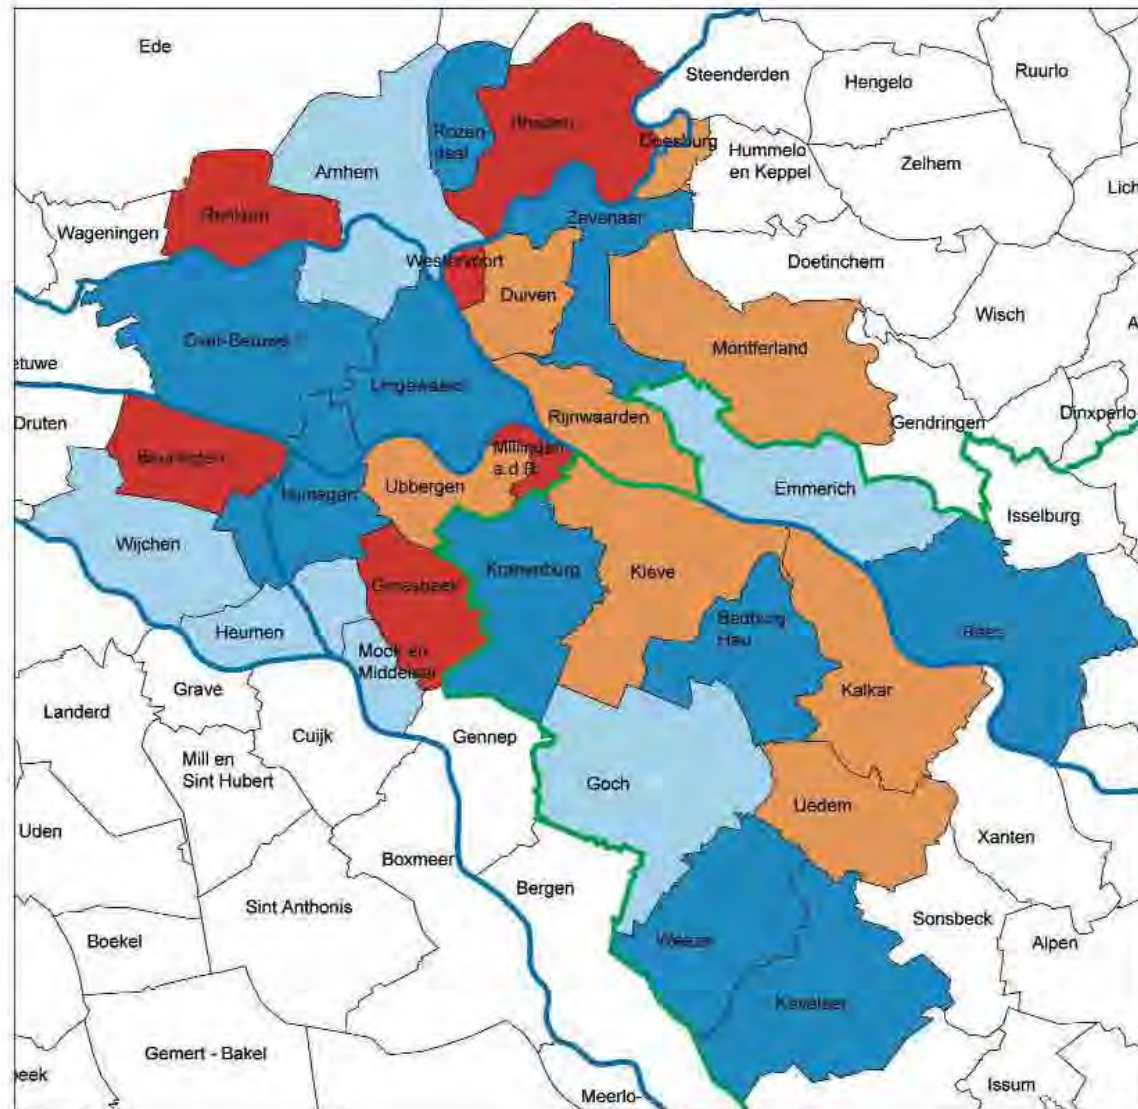 Ede
Steenderden
Hengelo
Ruurlo
Rozen
daal
Rheden
Doesburg
Hummelo
en Keppel
Zelhem
Lich
Arnhem
Renkum
Wageningen
Zevenaar
Doetinchem
Westervoort
Duiven
Wisch
A
Over-Betuwe
Montferland
etuwe
Lingewaard
Rijnwaarden
Gendringen
Dinxperlo
Druten
Beuningen
Millingen
a.d R.
Ubbergen
Nijmegen
Emmerich
Isselburg
Wijchen
Groesbeek
Kranenburg
Kleve
Bedburg
Hau
Rees
Heumen
Mook en
Middelaar
Grave
Landerd
Kalkar
Cuijk
Gennep
Mill en
Sint Hubert
Goch
Uedem
Uden
Xanten
Boxmeer
Bergen
Sint Anthonis
Sonsbeck
Boekel
Weeze
Alpen
Kevelaer
Gemert - Bakel
eek
Issum
Meerlo-